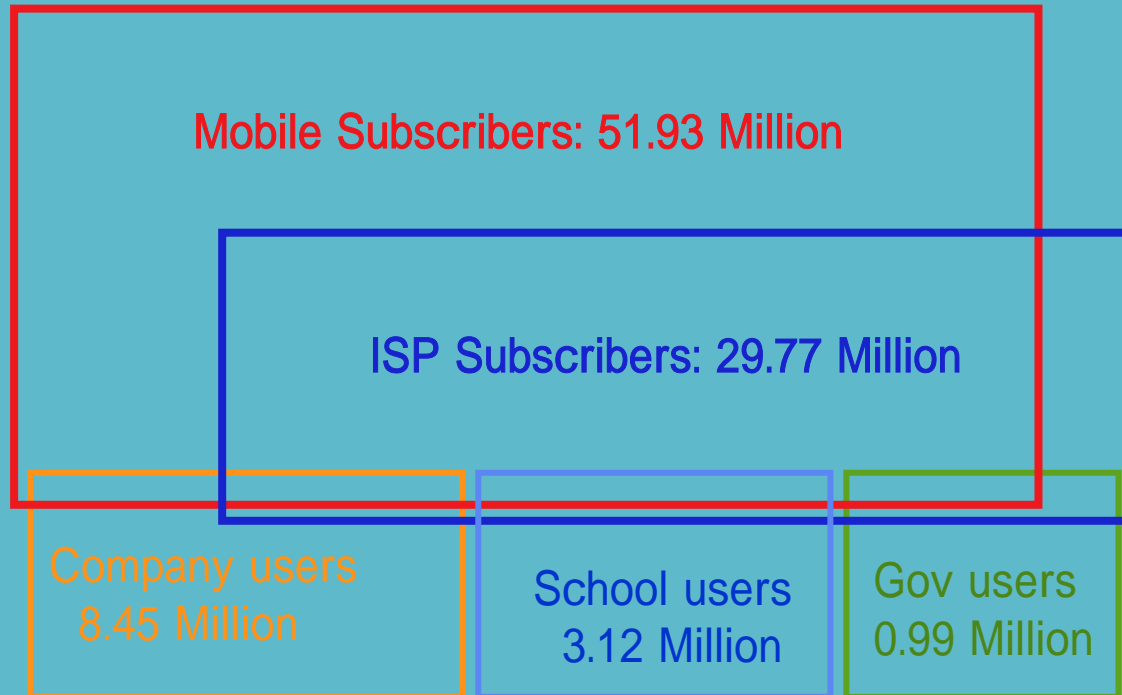 Mobile Subscribers: 51.93 Million
ISP Subscribers: 29.77 Million
Company users
8.45 Million
School users
3.12 Million
Gov users
0.99 Million